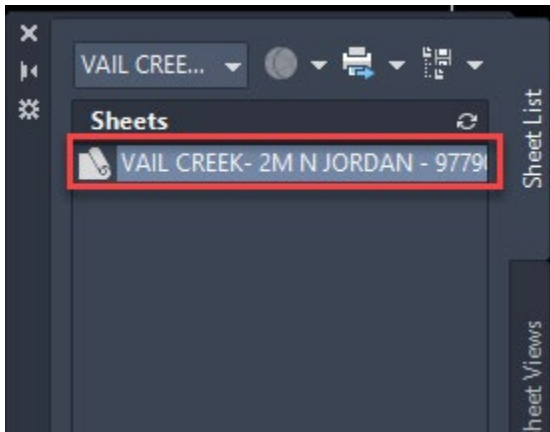 VAIL CREE...
Sheets
VAIL CREEK- 2M N JORDAN - 9779
Sheet List
heet Views